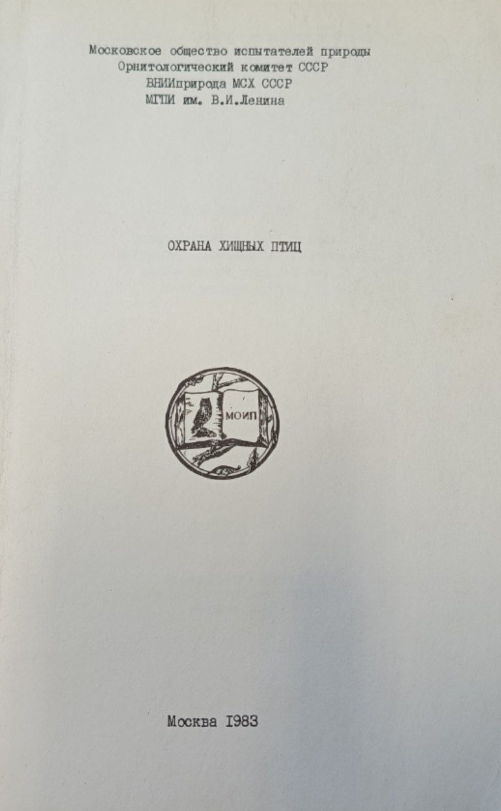 Московское общество испытателей природы
Орнитологический комитет СССР
ВНИИприрода МСХ СССР
МГПИ им. В.И.Ленина
ОХРАНА ХИЩНЫХ ПТИЦ
МОИП
Москва 1983